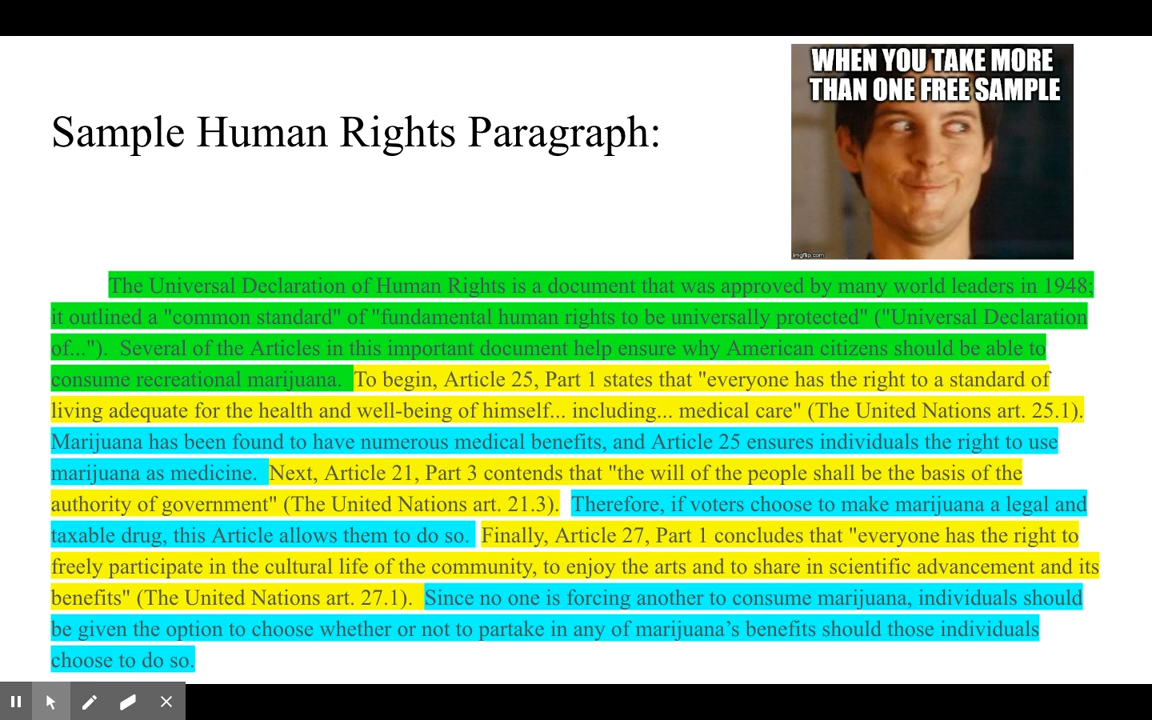 WHEN YOU TAKE MORE
THAN ONE FREE SAMPLE
imgflip.com
Sample Human Rights Paragraph:
The Universal Declaration of Human Rights is a document that was approved by many world leaders in 1948;
it outlined a "common standard" of "fundamental human rights to be universally protected" ("Universal Declaration
of..."). Several of the Articles in this important document help ensure why American citizens should be able to
consume recreational marijuana. To begin, Article 25, Part 1 states that "everyone has the right to a standard of
living adequate for the health and well-being of himself... including... medical care" (The United Nations art. 25.1).
Marijuana has been found to have numerous medical benefits, and Article 25 ensures individuals the right to use
marijuana as medicine. Next, Article 21, Part 3 contends that "the will of the people shall be the basis of the
authority of government" (The United Nations art. 21.3). Therefore, if voters choose to make marijuana a legal and
taxable drug, this Article allows them to do so. Finally, Article 27, Part 1 concludes that "everyone has the right to
freely participate in the cultural life of the community, to enjoy the arts and to share in scientific advancement and its
benefits" (The United Nations art. 27.1). Since no one is forcing another to consume marijuana, individuals should
be given the option to choose whether or not to partake in any of marijuana’s benefits should those individuals
choose to do so.